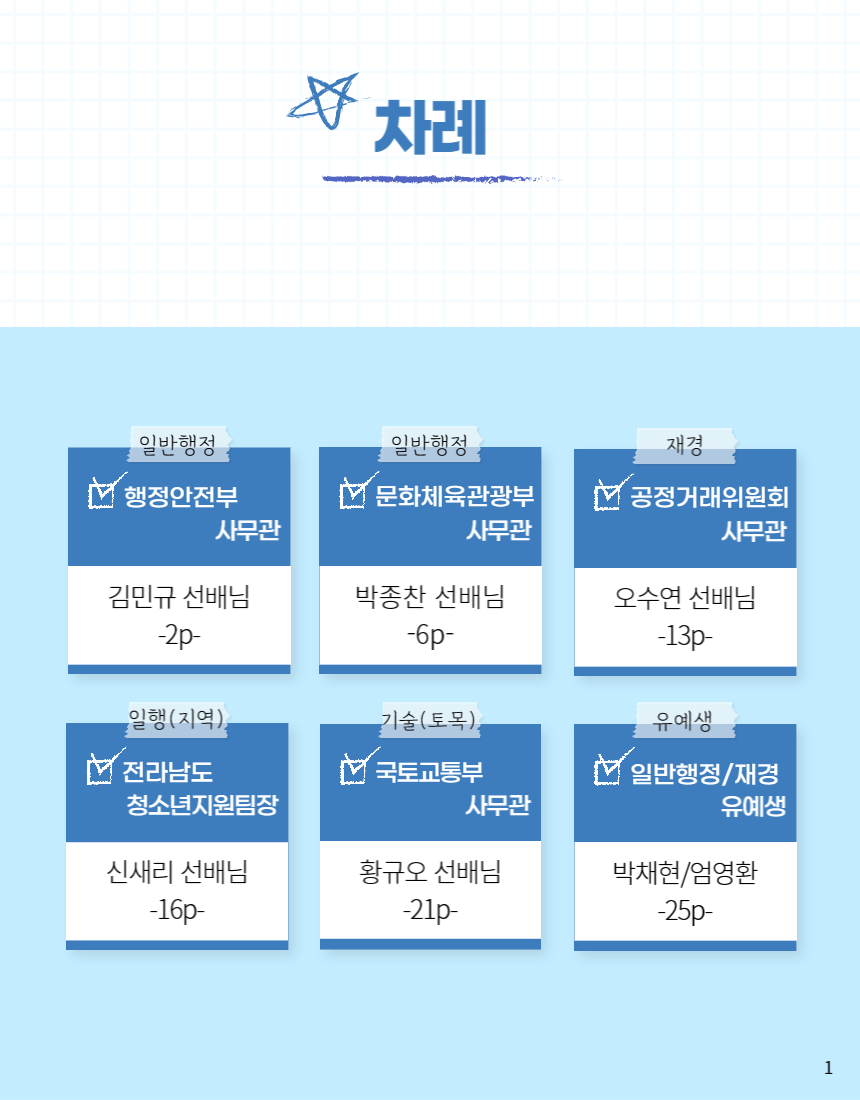 차례
일반행정
행정안전부
사무관
김민규 선배님
-2p-
일반행정
문화체육관광부
사무관
박종찬 선배님
-6p-
재경
공정거래위원회
사무관
오수연 선배님
-13p-
일행(지역)
전라남도
청소년지원팀장
신새리 선배님
-16p-
기술(토목)
국토교통부
사무관
황규오 선배님
-21p-
유예생
일반행정/재경
유예생
박채현/엄영환
-25p-
1